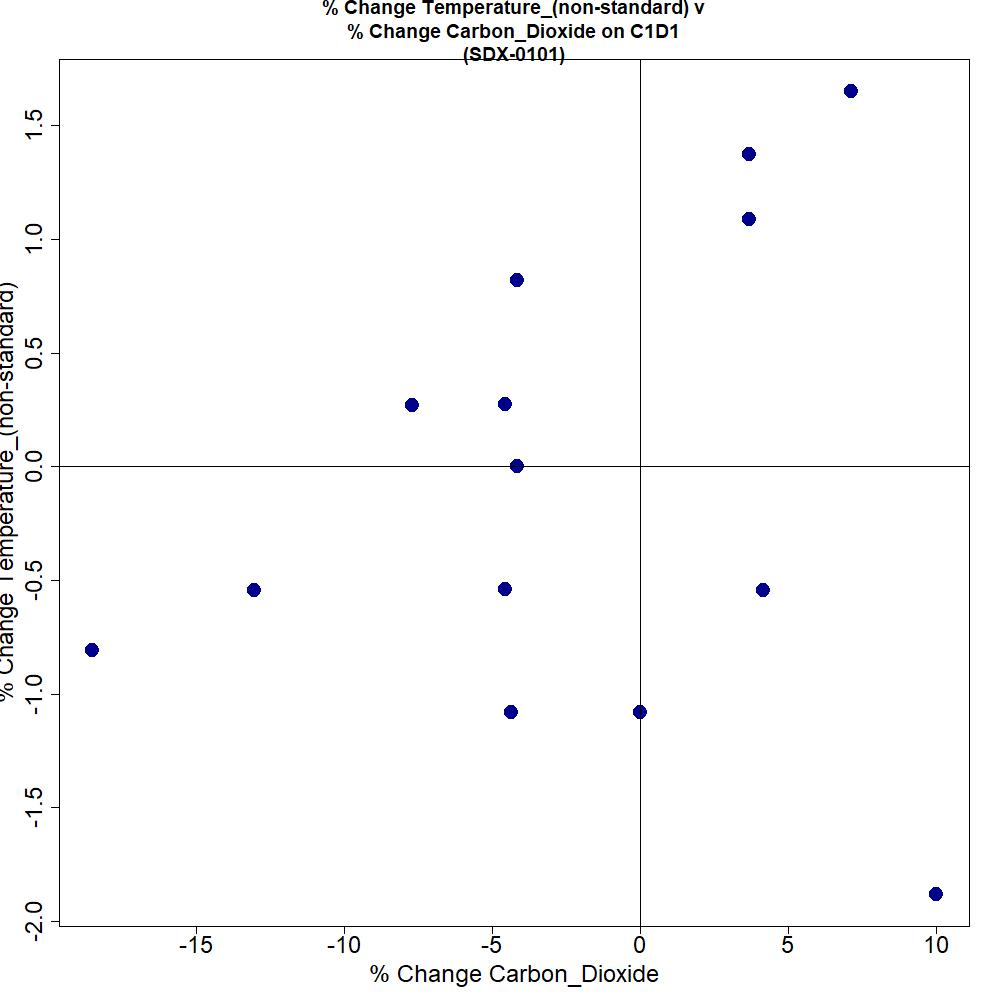 % Change Temperature_(non-standard) v
% Change Carbon_Dioxide on C1D1
(SDX-0101)
% Change Temperature_(non-standard)
1.5
1.0
0.5
0.0
-0.5
-1.0
-1.5
-2.0
-15 -10 -5 0 5 10
% Change Carbon_Dioxide